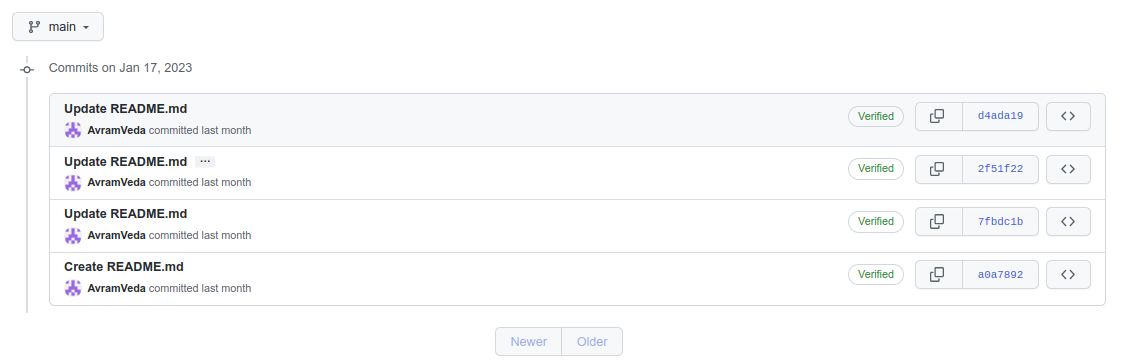 main
Commits on Jan 17, 2023
Update README.md
AvramVeda committed last month
Verified
d4ada19
Update README.md ...
AvramVeda committed last month
Verified
2f51f22
Update README.md
AvramVeda committed last month
Verified
7fbdc1b
Create README.md
AvramVeda committed last month
Verified
a0a7892
Newer Older